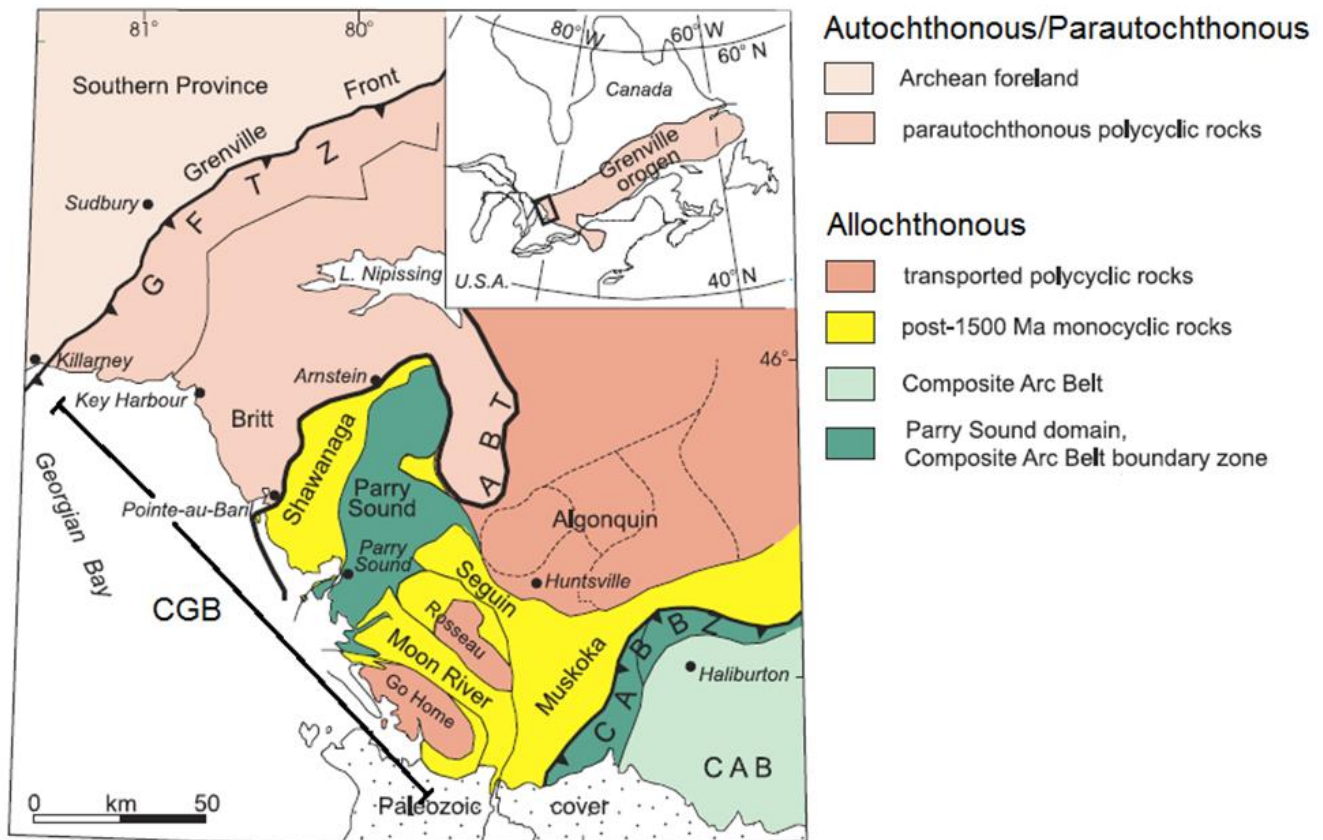 81°
80°
Southern Province
Grenville
Front
G F T Z
Sudbury
L. Nipissing
Killarney
Key Harbour
Arnstein
46°
Britt
A B T
Shawanaga
Pointe-au-Baril
Georgian Bay
Parry
Sound
Parry
Sound
Algonquin
Seguin
Huntsville
Rosseau
CGB
Moon River
Go Home
Muskoka
C A B B Z
Haliburton
C A B
0 km 50
Paleozoic cover
80° W
60° W
60° N
Canada
Grenville
orogen
U.S.A.
40° N
Autochthonous/Parautochthonous
Archean foreland
parautochthonous polycyclic rocks
Allochthonous
transported polycyclic rocks
post-1500 Ma monocyclic rocks
Composite Arc Belt
Parry Sound domain,
Composite Arc Belt boundary zone